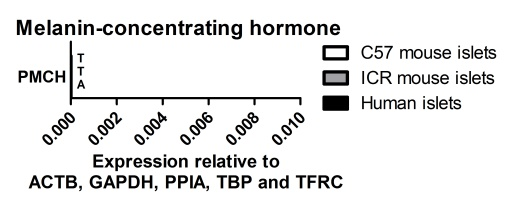 Melanin-concentrating hormone
PMCH
T
T
A
C57 mouse islets
ICR mouse islets
Human islets
0.000
0.002
0.004
0.006
0.008
0.010
Expression relative to
ACTB, GAPDH, PPIA, TBP and TFRC